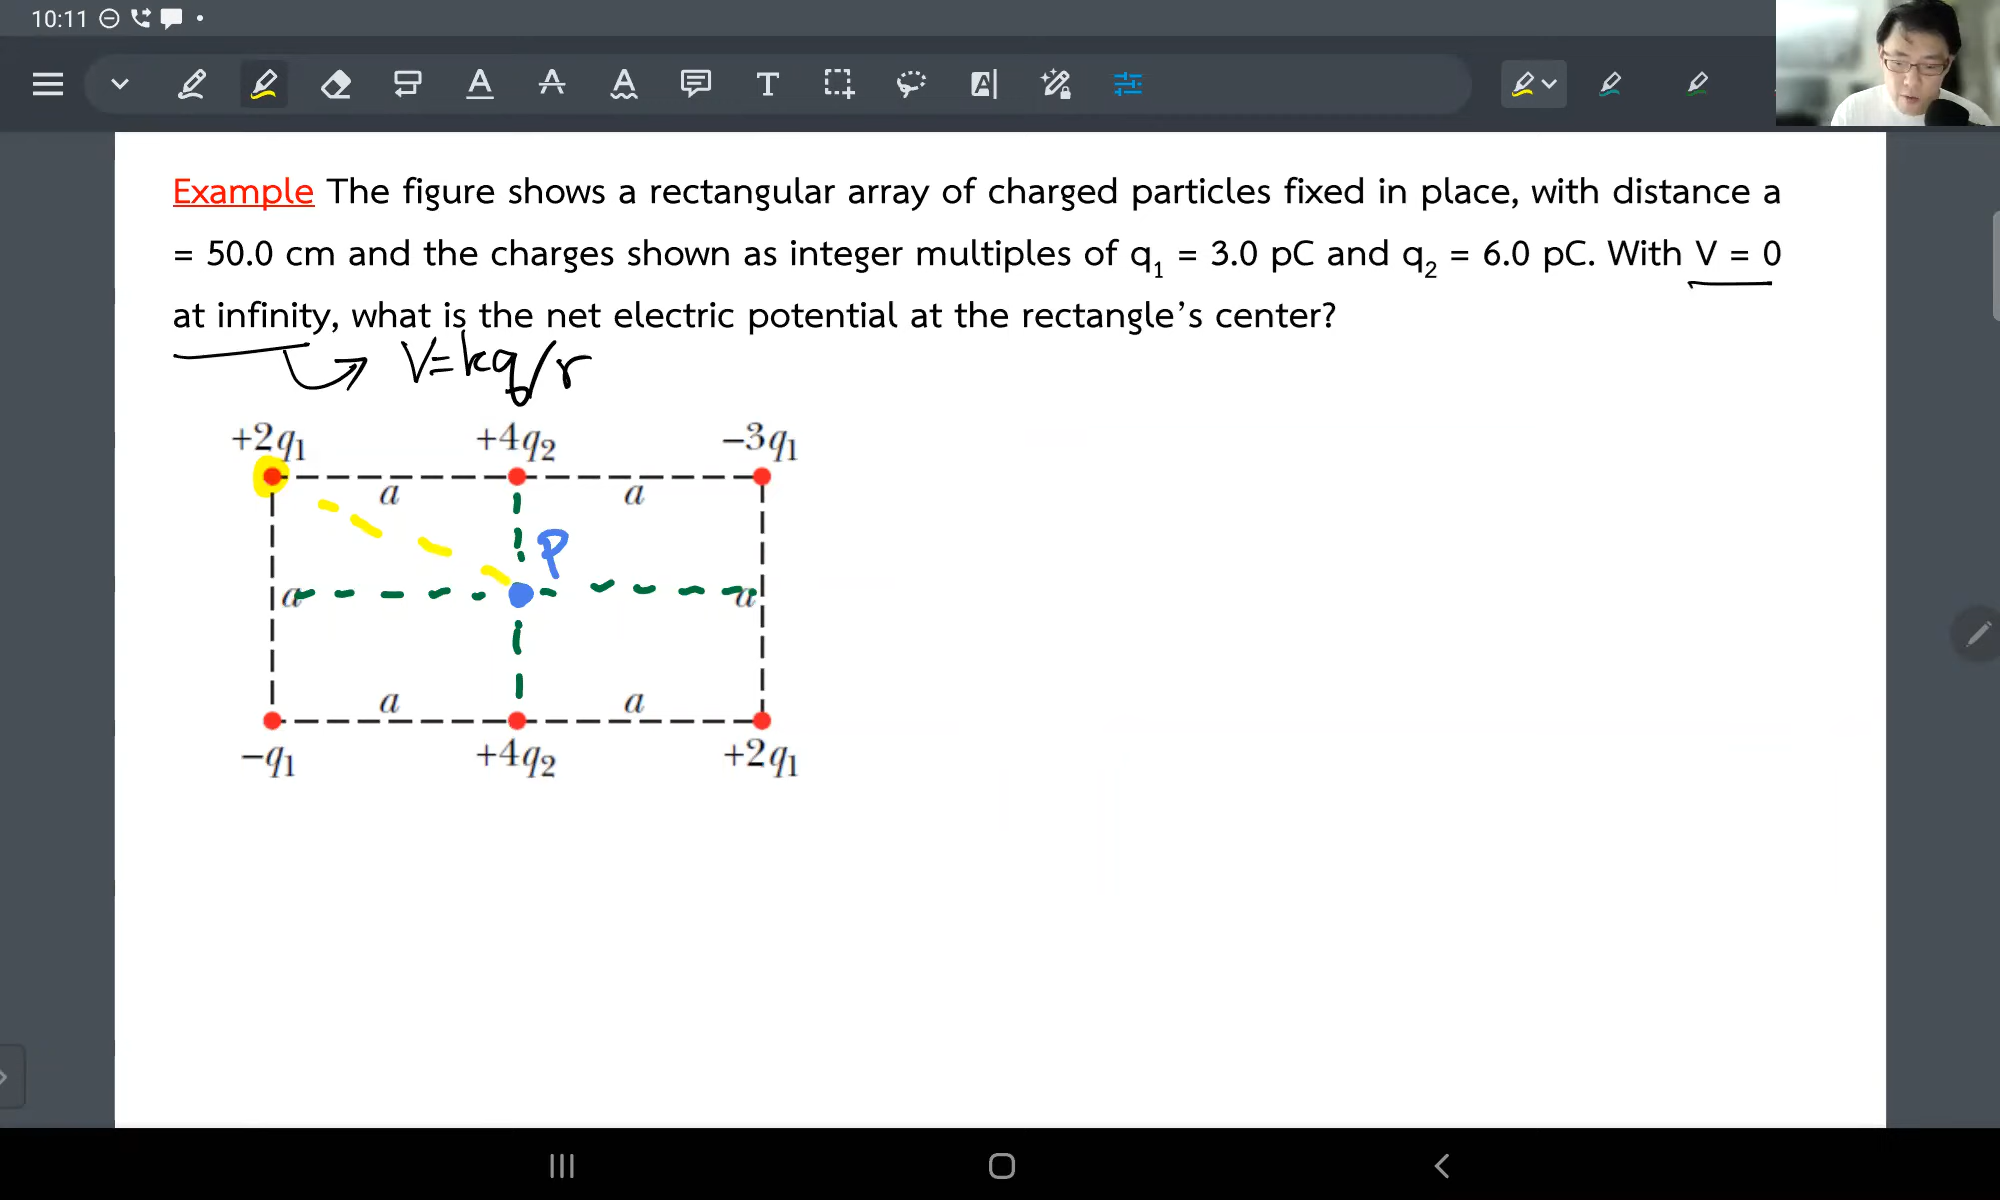 10:11
Example The figure shows a rectangular array of charged particles fixed in place, with distance a
= 50.0 cm and the charges shown as integer multiples of q₁ = 3.0 pC and q₂ = 6.0 pC. With V = 0
at infinity, what is the net electric potential at the rectangle's center?
V=kq/r
+2q₁ +4q₂ −3q₁
a a
P
a a
a a
−q₁ +4q₂ +2q₁